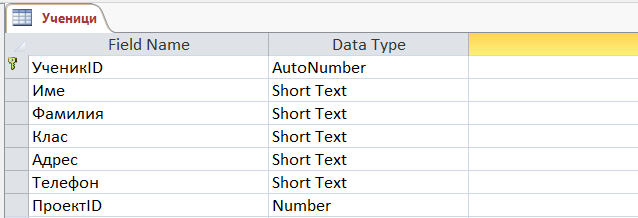 Ученици
Field Name Data Type
УченикID AutoNumber
Име Short Text
Фамилия Short Text
Клас Short Text
Адрес Short Text
Телефон Short Text
ПроектID Number